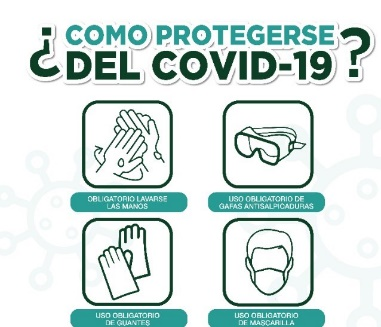 ¿COMO PROTEGERSE
DEL COVID-19?
OBLIGATORIO LAVARSE
LAS MANOS
USO OBLIGATORIO DE
GAFAS ANTISALPICADURAS
USO OBLIGATORIO
DE GUANTES
USO OBLIGATORIO
DE MASCARILLA